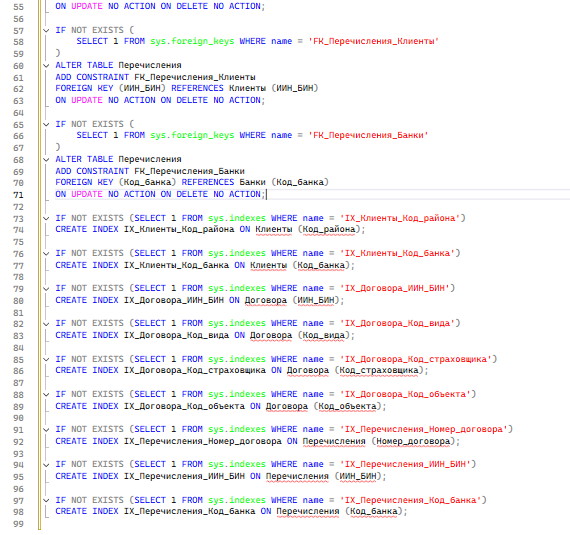 55 ON UPDATE NO ACTION ON DELETE NO ACTION;
56
57 IF NOT EXISTS (
58 SELECT 1 FROM sys.foreign_keys WHERE name = 'FK_Перечисления_Клиенты'
59 )
60 ALTER TABLE Перечисления
61 ADD CONSTRAINT FK_Перечисления_Клиенты
62 FOREIGN KEY (ИИН_БИН) REFERENCES Клиенты (ИИН_БИН)
63 ON UPDATE NO ACTION ON DELETE NO ACTION;
64
65 IF NOT EXISTS (
66 SELECT 1 FROM sys.foreign_keys WHERE name = 'FK_Перечисления_Банки'
67 )
68 ALTER TABLE Перечисления
69 ADD CONSTRAINT FK_Перечисления_Банки
70 FOREIGN KEY (Код_банка) REFERENCES Банки (Код_банка)
71 ON UPDATE NO ACTION ON DELETE NO ACTION;
72
73 IF NOT EXISTS (SELECT 1 FROM sys.indexes WHERE name = 'IX_Клиенты_Код_района')
74 CREATE INDEX IX_Клиенты_Код_района ON Клиенты (Код_района);
75
76 IF NOT EXISTS (SELECT 1 FROM sys.indexes WHERE name = 'IX_Клиенты_Код_банка')
77 CREATE INDEX IX_Клиенты_Код_банка ON Клиенты (Код_банка);
78
79 IF NOT EXISTS (SELECT 1 FROM sys.indexes WHERE name = 'IX_Договора_ИИН_БИН')
80 CREATE INDEX IX_Договора_ИИН_БИН ON Договора (ИИН_БИН);
81
82 IF NOT EXISTS (SELECT 1 FROM sys.indexes WHERE name = 'IX_Договора_Код_вида')
83 CREATE INDEX IX_Договора_Код_вида ON Договора (Код_вида);
84
85 IF NOT EXISTS (SELECT 1 FROM sys.indexes WHERE name = 'IX_Договора_Код_страховщика')
86 CREATE INDEX IX_Договора_Код_страховщика ON Договора (Код_страховщика);
87
88 IF NOT EXISTS (SELECT 1 FROM sys.indexes WHERE name = 'IX_Договора_Код_объекта')
89 CREATE INDEX IX_Договора_Код_объекта ON Договора (Код_объекта);
90
91 IF NOT EXISTS (SELECT 1 FROM sys.indexes WHERE name = 'IX_Перечисления_Номер_договора')
92 CREATE INDEX IX_Перечисления_Номер_договора ON Перечисления (Номер_договора);
93
94 IF NOT EXISTS (SELECT 1 FROM sys.indexes WHERE name = 'IX_Перечисления_ИИН_БИН')
95 CREATE INDEX IX_Перечисления_ИИН_БИН ON Перечисления (ИИН_БИН);
96
97 IF NOT EXISTS (SELECT 1 FROM sys.indexes WHERE name = 'IX_Перечисления_Код_банка')
98 CREATE INDEX IX_Перечисления_Код_банка ON Перечисления (Код_банка);
99